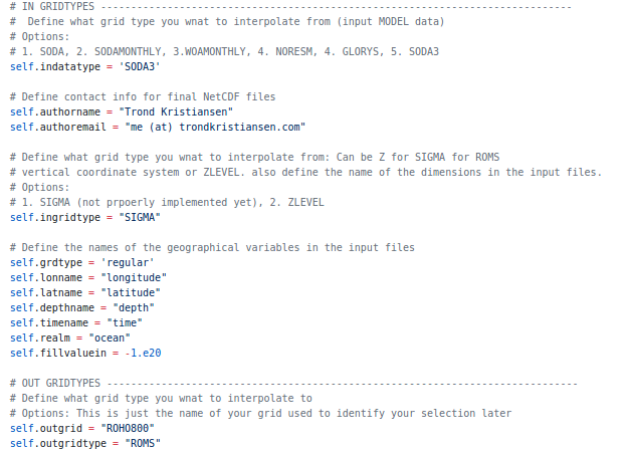 # IN GRIDTYPES ------------------------------------------------------------------------------
#  Define what grid type you wnat to interpolate from (input MODEL data)
# Options:
# 1. SODA, 2. SODAMONTHLY, 3.WOAMONTHLY, 4. NORESM, 4. GLORYS, 5. SODA3
self.indatatype = 'SODA3'
# Define contact info for final NetCDF files
self.authorname = "Trond Kristiansen"
self.authoremail = "me (at) trondkristiansen.com"
# Define what grid type you wnat to interpolate from: Can be Z for SIGMA for ROMS
# vertical coordinate system or ZLEVEL. also define the name of the dimensions in the input files.
# Options:
# 1. SIGMA (not prpoerly implemented yet), 2. ZLEVEL
self.ingridtype = "SIGMA"
# Define the names of the geographical variables in the input files
self.grdtype = 'regular'
self.lonname = "longitude"
self.latname = "latitude"
self.depthname = "depth"
self.timename = "time"
self.realm = "ocean"
self.fillvaluein = -1.e20
# OUT GRIDTYPES ------------------------------------------------------------------------------
# Define what grid type you wnat to interpolate to
# Options: This is just the name of your grid used to identify your selection later
self.outgrid = "ROHO800"
self.outgridtype = "ROMS"